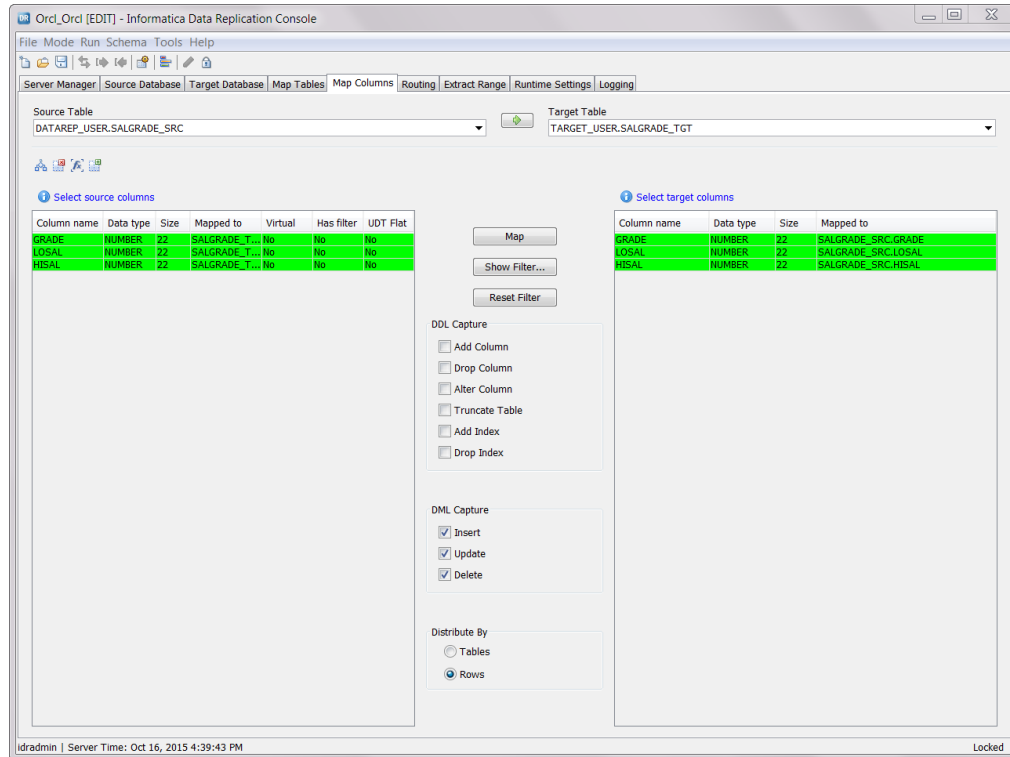 Orcl_Orcl [EDIT] - Informatica Data Replication Console
File Mode Run Schema Tools Help
Server Manager Source Database Target Database Map Tables Map Columns Routing Extract Range Runtime Settings Logging
Source Table Target Table
DATAREP_USER.SALGRADE_SRC TARGET_USER.SALGRADE_TGT
Select source columns Select target columns
Column name Data type Size Mapped to Virtual Has filter UDT Flat Column name Data type Size Mapped to
GRADE NUMBER 22 SALGRADE_T... No No No GRADE NUMBER 22 SALGRADE_SRC.GRADE
LOSAL NUMBER 22 SALGRADE_T... No No No LOSAL NUMBER 22 SALGRADE_SRC.LOSAL
HISAL NUMBER 22 SALGRADE_T... No No No HISAL NUMBER 22 SALGRADE_SRC.HISAL
Map
Show Filter...
Reset Filter
DDL Capture
Add Column
Drop Column
Alter Column
Truncate Table
Add Index
Drop Index
DML Capture
Insert
Update
Delete
Distribute By
Tables
Rows
idradmin | Server Time: Oct 16, 2015 4:39:43 PM Locked